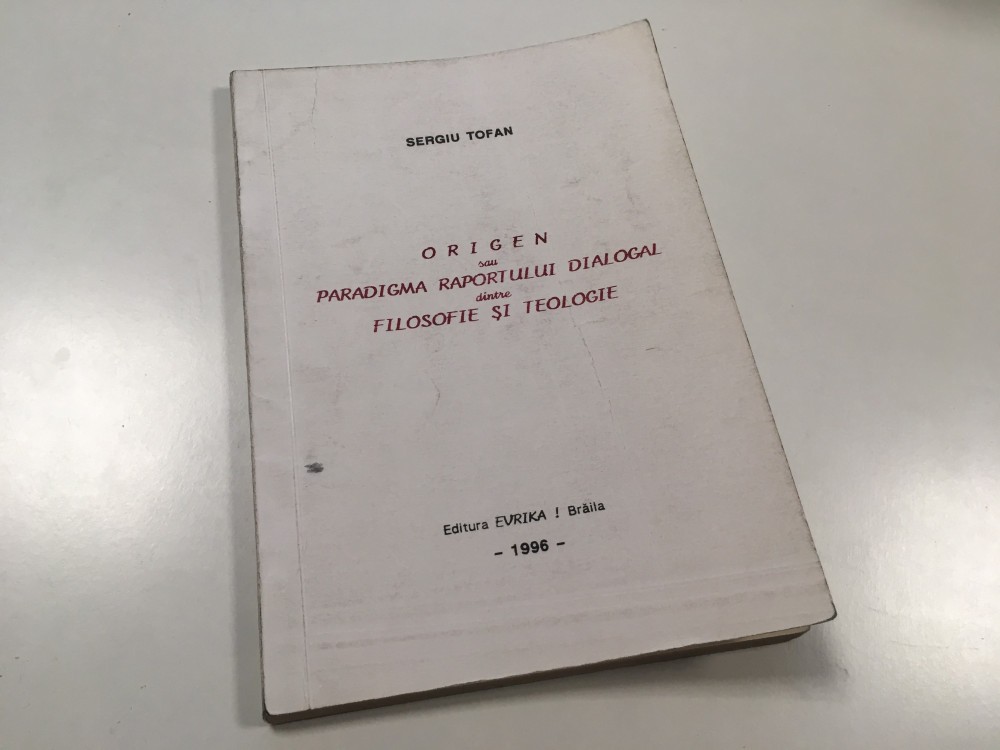 SERGIU TOFAN
ORIGEN
sau
PARADIGMA RAPORTULUI DIALOGAL
dintre
FILOSOFIE ŞI TEOLOGIE
Editura EVRIKA ! Brăila
– 1996 –